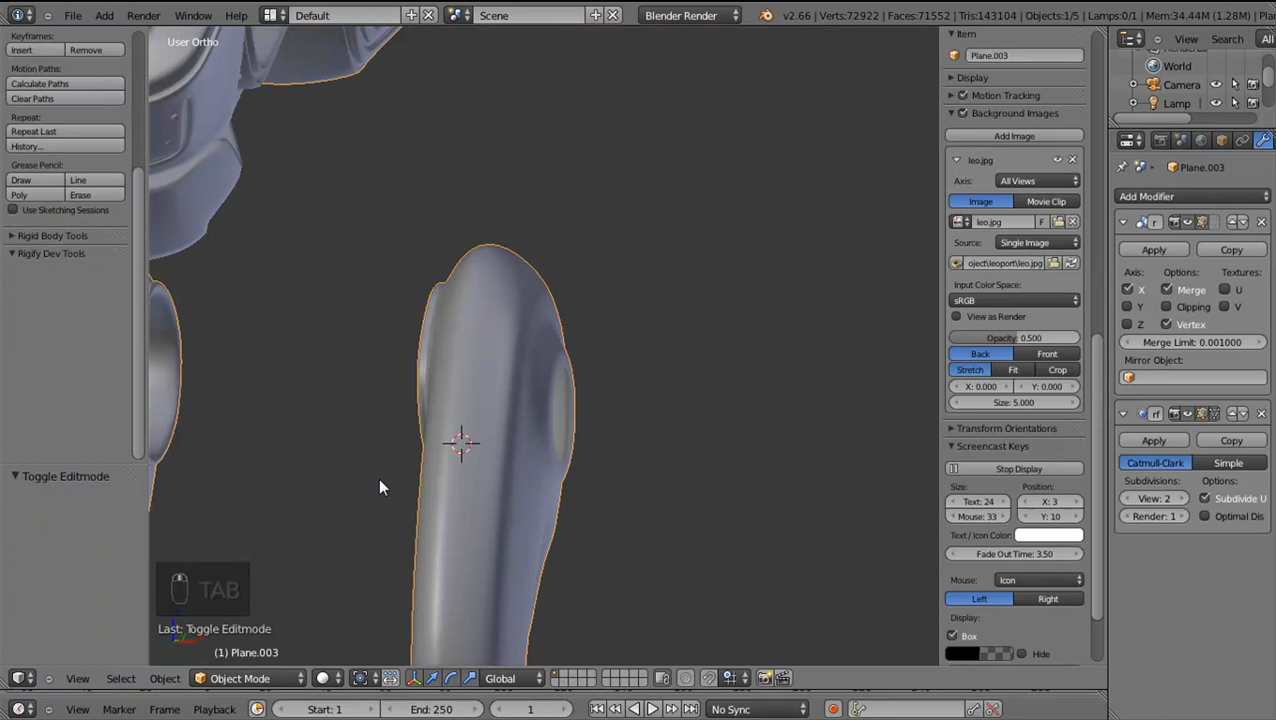 File Add Render Window Help Default Scene Blender Render v2.66 | Verts:72922 | Faces:71552 | Tris:143104 | Objects:1/5 | Lamps:0/1 | Mem:34.44M (1.28M) | Plan
Keyframes:
Insert Remove
Motion Paths:
Calculate Paths
Clear Paths
Repeat:
Repeat Last
History...
Grease Pencil:
Draw Line
Poly Erase
Use Sketching Sessions
Rigid Body Tools
Rigify Dev Tools
Toggle Editmode
User Ortho
TAB
Last: Toggle Editmode
(1) Plane.003
View Select Object Object Mode Global
View Marker Frame Playback Start: 1 End: 250 1 No Sync
Item
Plane.003
Display
Motion Tracking
Background Images
Add Image
leo.jpg
Axis: All Views
Image Movie Clip
leo.jpg F
Source: Single Image
oject\leoport\leo.jpg
Input Color Space:
sRGB
View as Render
Opacity: 0.500
Back Front
Stretch Fit Crop
X: 0.000 Y: 0.000
Size: 5.000
Transform Orientations
Screencast Keys
Stop Display
Size: Position:
Text: 24 X: 3
Mouse: 33 Y: 10
Text / Icon Color:
Fade Out Time: 3.50
Mouse: Icon
Left Right
Display:
Box
Hide
View Search All
World
Camera
Lamp
Plane.003
Add Modifier
r
Apply Copy
Axis: Options: Textures:
X Merge U
Y Clipping V
Z Vertex
Merge Limit: 0.001000
Mirror Object:
rf
Apply Copy
Catmull-Clark Simple
Subdivisions: Options:
View: 2 Subdivide U
Render: 1 Optimal Dis